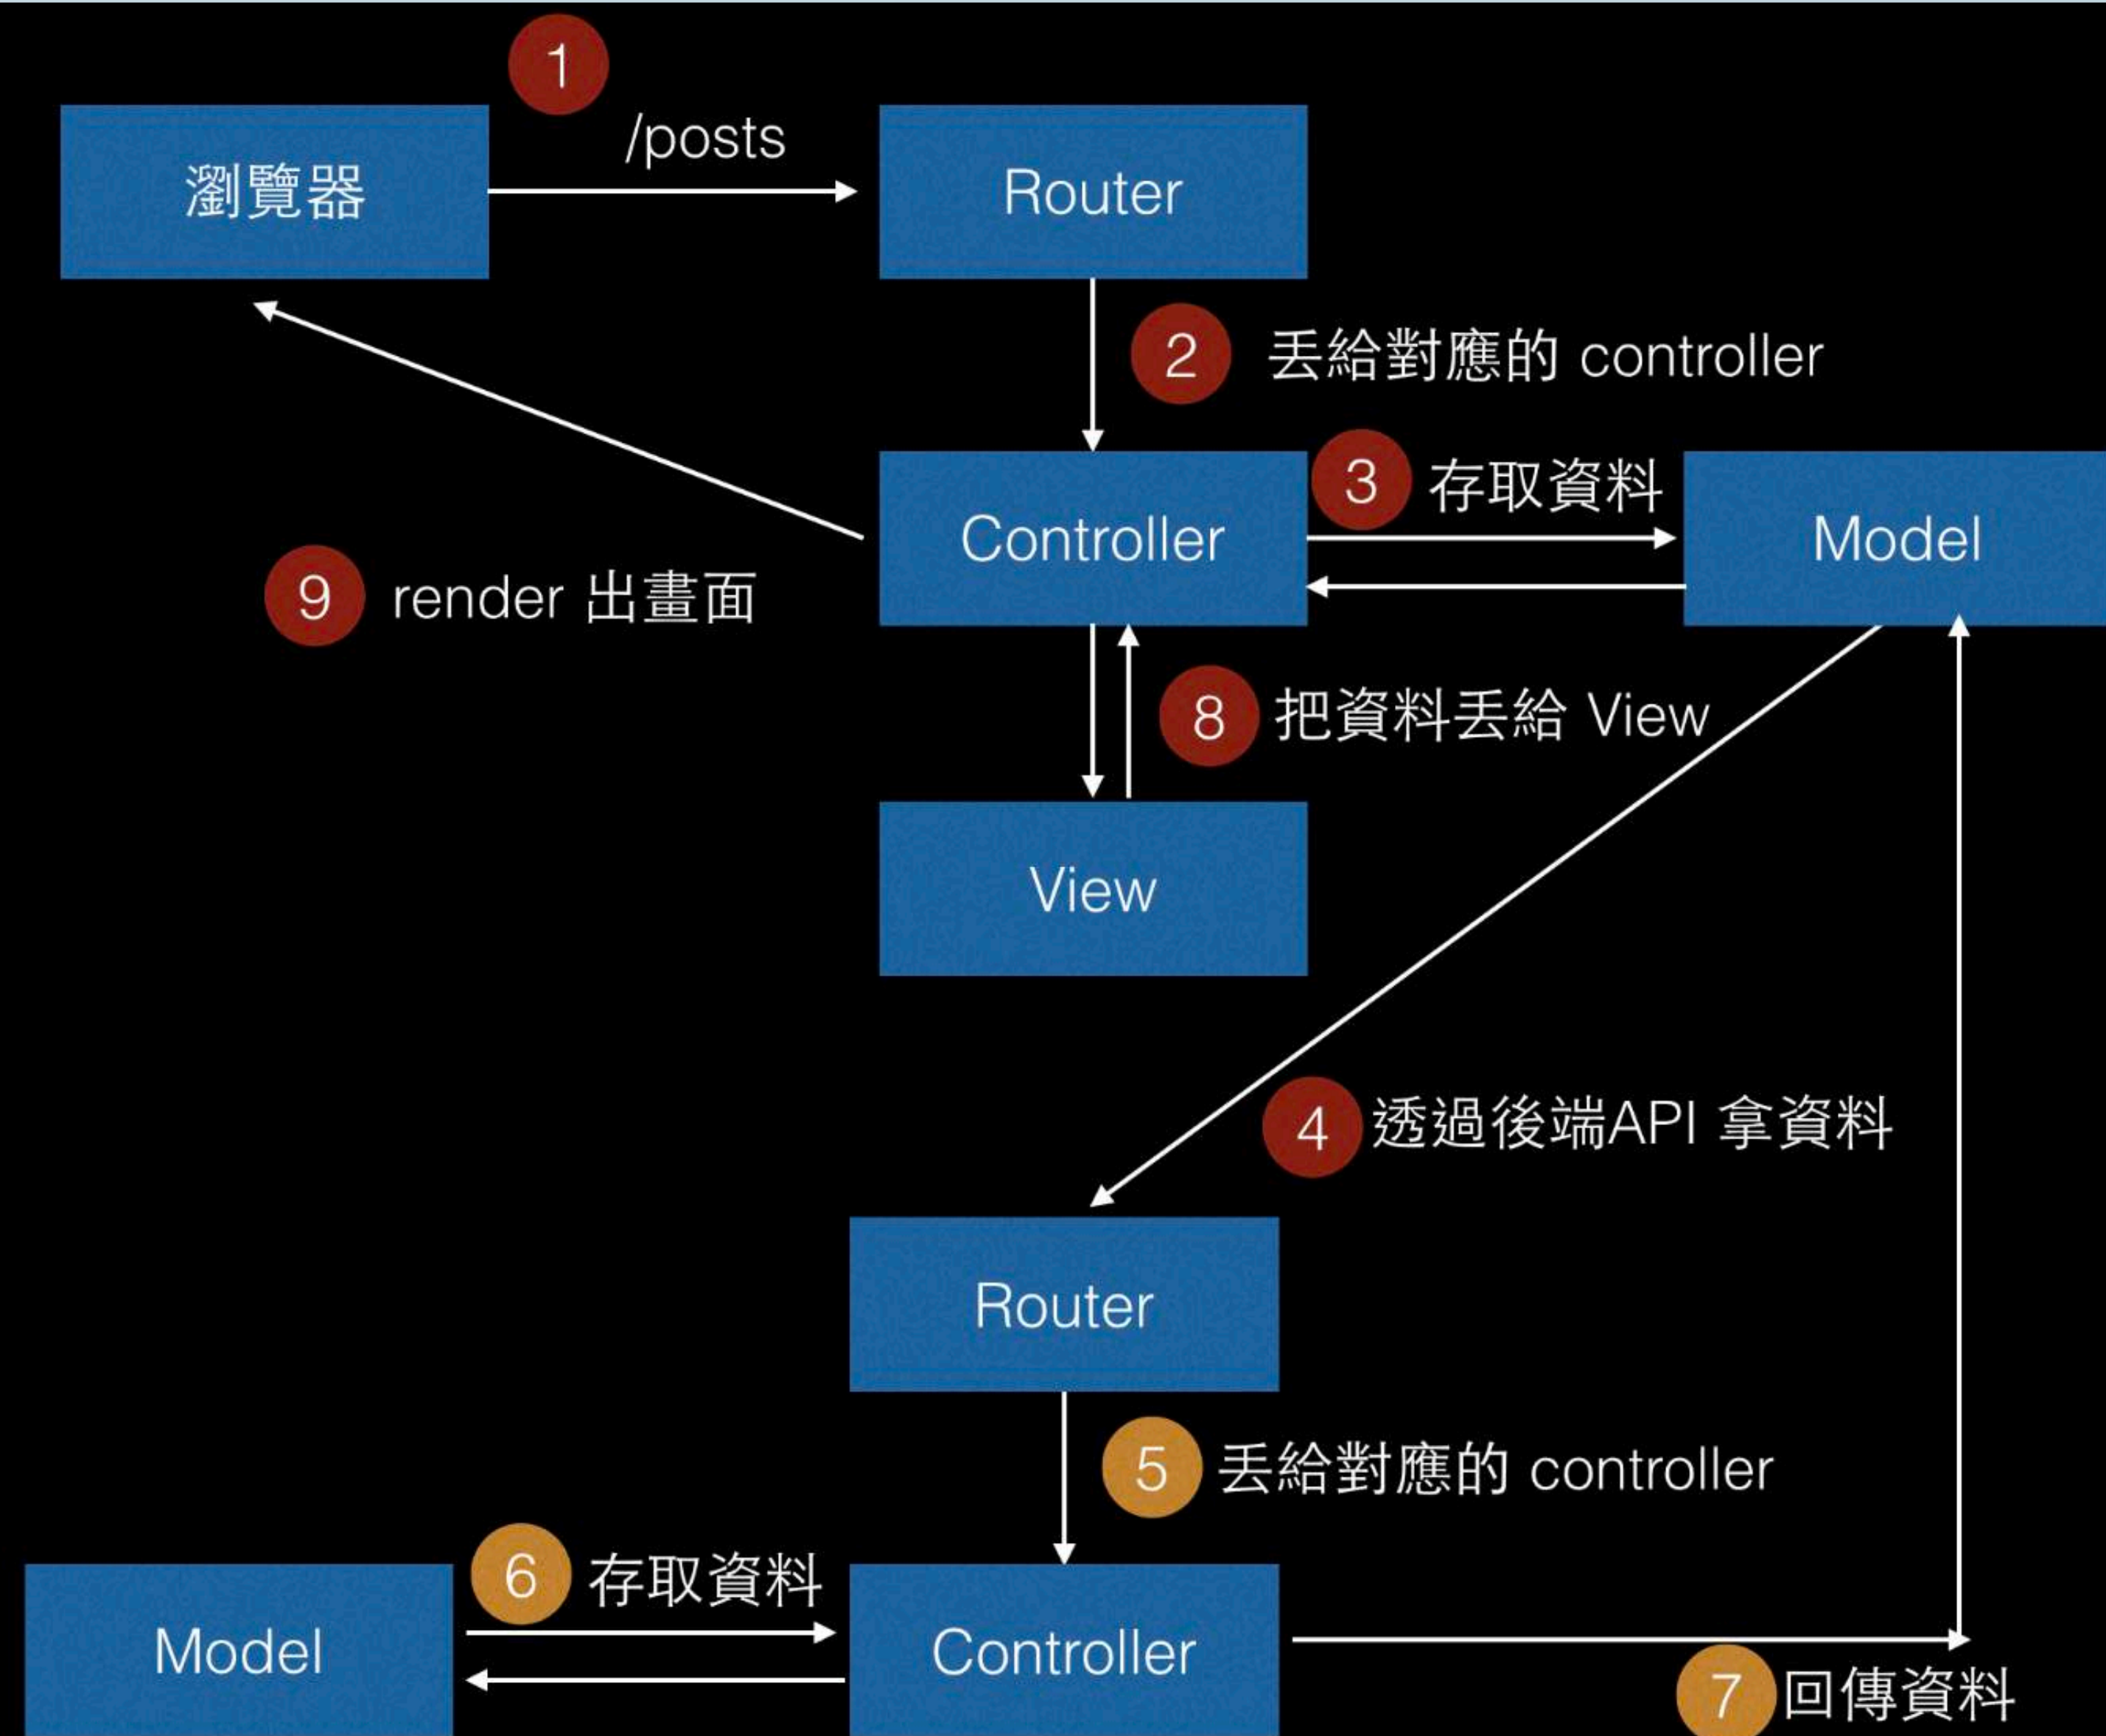 1
/posts
瀏覽器
Router
2 丟給對應的 controller
3 存取資料
Controller
Model
9 render 出畫面
8 把資料丟給 View
View
4 透過後端API 拿資料
Router
5 丟給對應的 controller
6 存取資料
Model
Controller
7 回傳資料